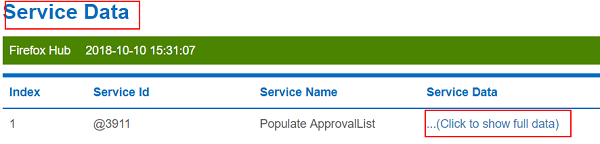 Service Data
Firefox Hub 2018-10-10 15:31:07
Index Service Id Service Name Service Data
1 @3911 Populate ApprovalList ...(Click to show full data)